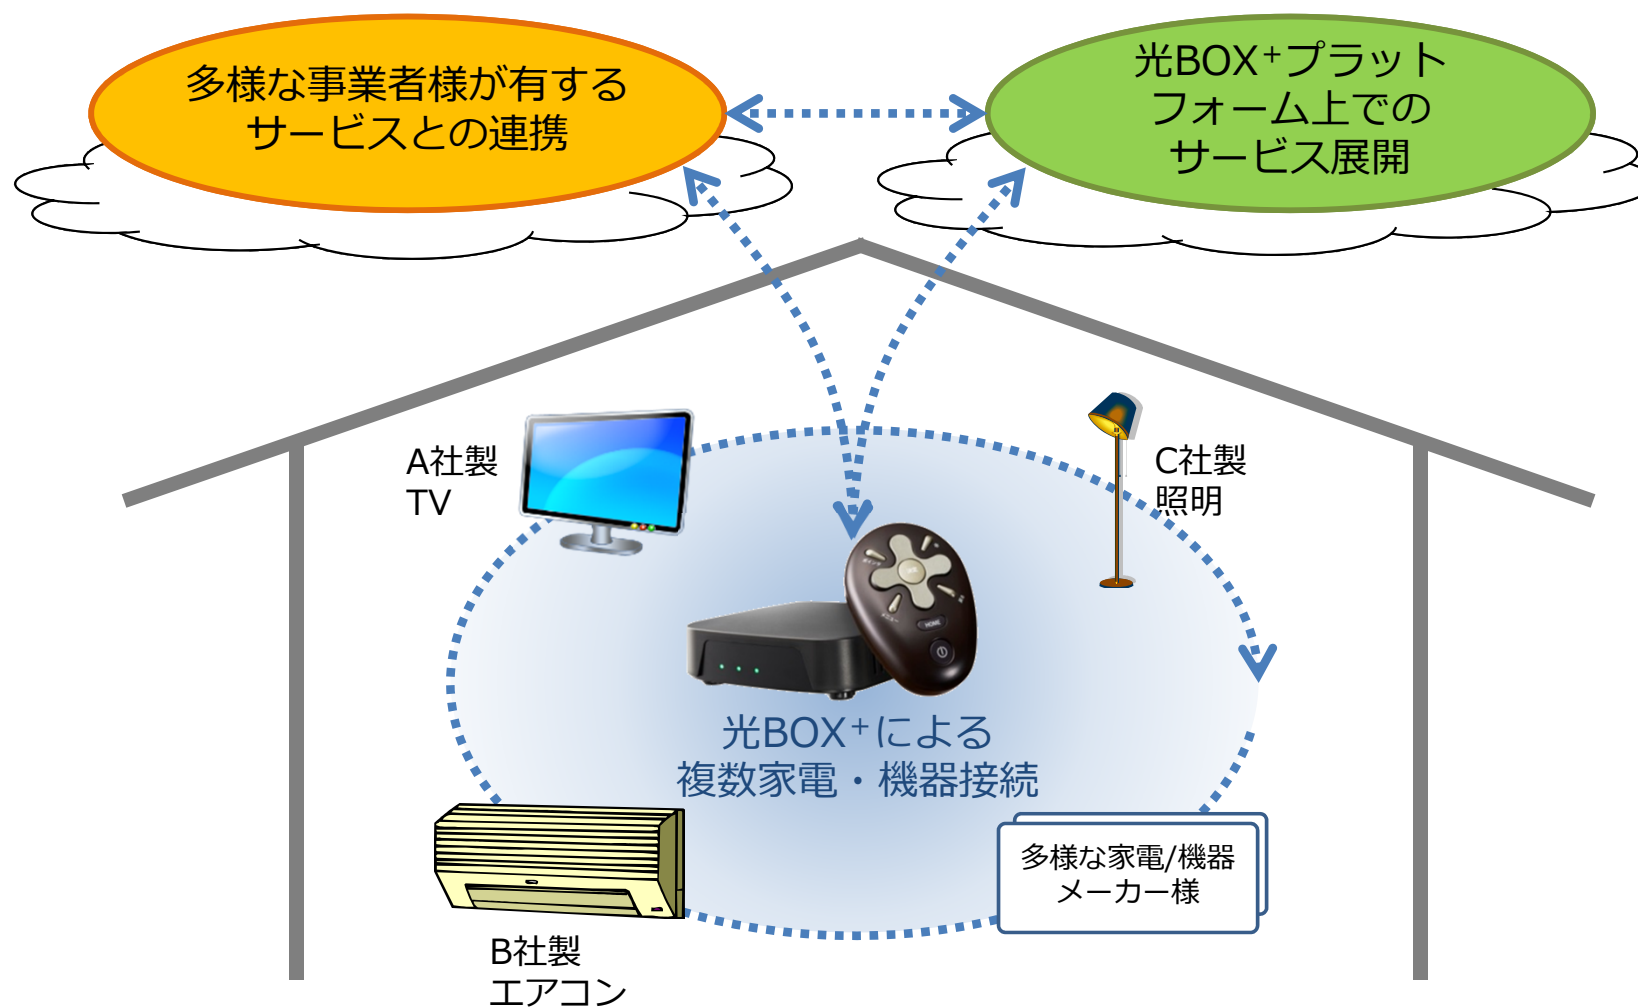 多様な事業者様が有する
サービスとの連携
光BOX⁺プラット
フォーム上での
サービス展開
A社製
TV
C社製
照明
HOME
光BOX⁺による
複数家電・機器接続
多様な家電/機器
メーカー様
B社製
エアコン